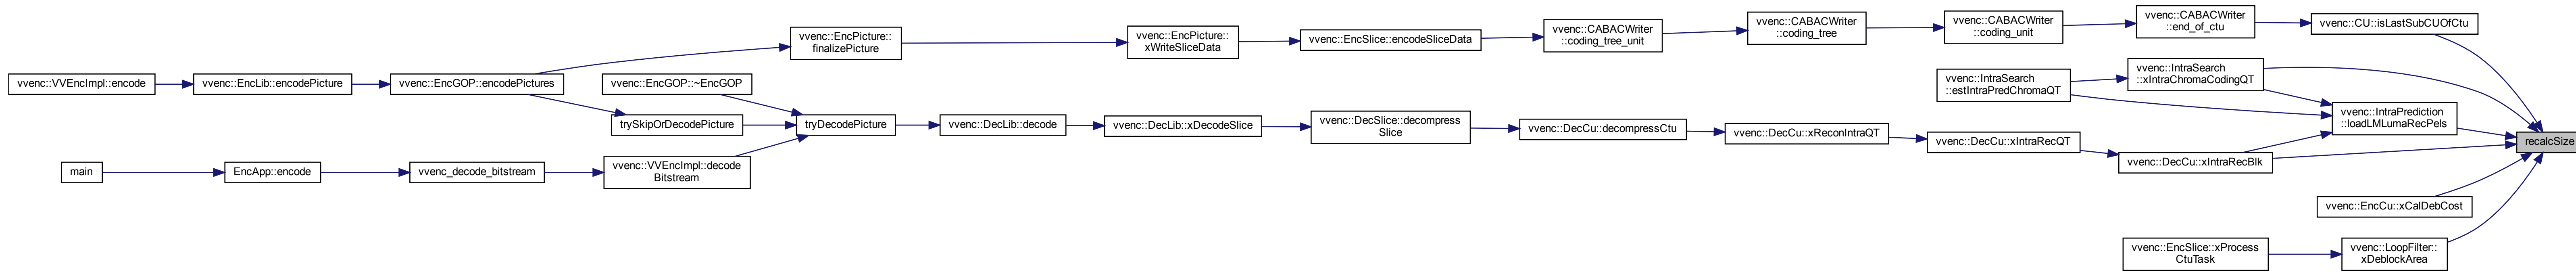 vvenc::VVEncImpl::encode
vvenc::EncLib::encodePicture
vvenc::EncGOP::encodePictures
vvenc::EncPicture::
finalizePicture
vvenc::EncPicture::
xWriteSliceData
vvenc::EncSlice::encodeSliceData
vvenc::CABACWriter
::coding_tree_unit
vvenc::CABACWriter
::coding_tree
vvenc::CABACWriter
::coding_unit
vvenc::CABACWriter
::end_of_ctu
vvenc::CU::isLastSubCUOfCtu
vvenc::EncGOP::~EncGOP
trySkipOrDecodePicture
tryDecodePicture
vvenc::DecLib::decode
vvenc::DecLib::xDecodeSlice
vvenc::DecSlice::decompress
Slice
vvenc::DecCu::decompressCtu
vvenc::DecCu::xReconIntraQT
vvenc::DecCu::xIntraRecQT
vvenc::DecCu::xIntraRecBlk
vvenc::IntraSearch
::estIntraPredChromaQT
vvenc::IntraSearch
::xIntraChromaCodingQT
vvenc::IntraPrediction
::loadLMLumaRecPels
recalcSize
main
EncApp::encode
vvenc_decode_bitstream
vvenc::VVEncImpl::decode
Bitstream
vvenc::EncCu::xCalDebCost
vvenc::EncSlice::xProcess
CtuTask
vvenc::LoopFilter::
xDeblockArea